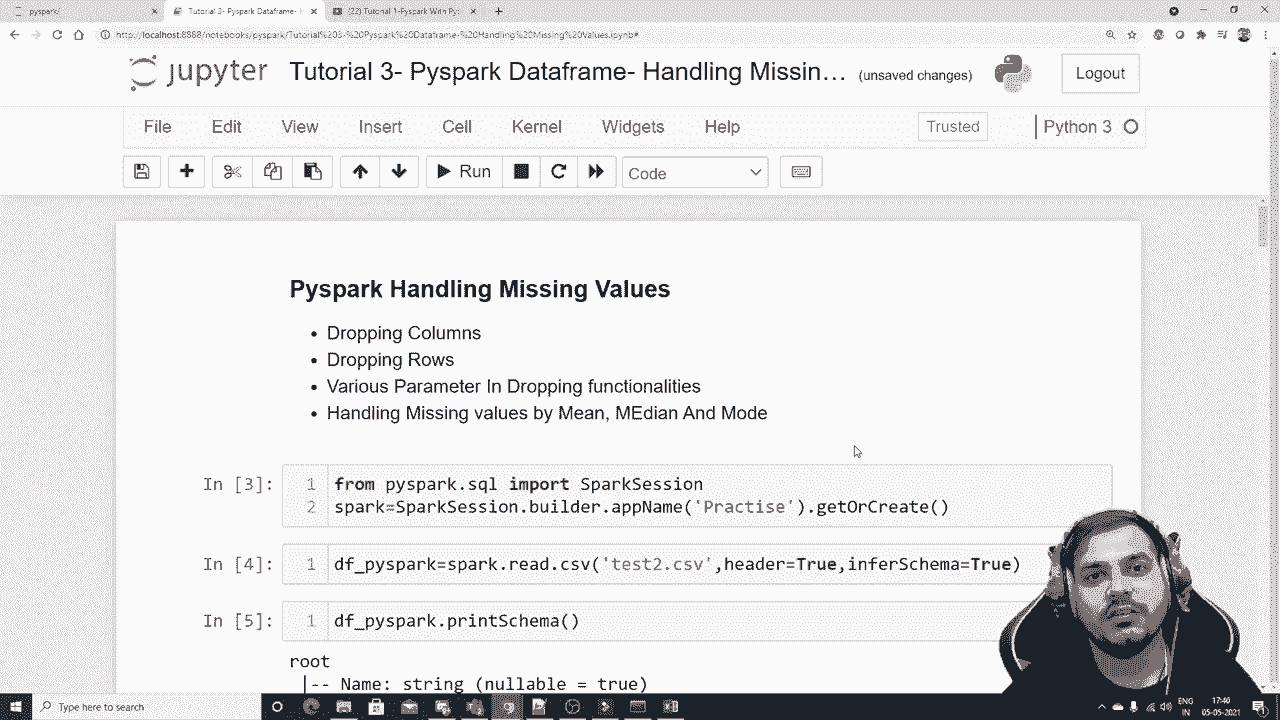 pyspark/
Tutorial 3- Pyspark Dataframe-
(22) Tutorial 1-Pyspark With Py
http://localhost:8888/notebooks/pyspark/Tutorial%203-%20Pyspark%20Dataframe-%20Handling%20Missing%20Values.ipynb#
jupyter Tutorial 3- Pyspark Dataframe- Handling Missin… (unsaved changes)
Logout
File Edit View Insert Cell Kernel Widgets Help Trusted Python 3
Run Code
Pyspark Handling Missing Values
• Dropping Columns
• Dropping Rows
• Various Parameter In Dropping functionalities
• Handling Missing values by Mean, MEdian And Mode
In [3]: 1 from pyspark.sql import SparkSession
2 spark=SparkSession.builder.appName('Practise').getOrCreate()
In [4]: 1 df_pyspark=spark.read.csv('test2.csv',header=True,inferSchema=True)
In [5]: 1 df_pyspark.printSchema()
root
|-- Name: string (nullable = true)
Type here to search
ENG
IN
17:46
05-05-2021